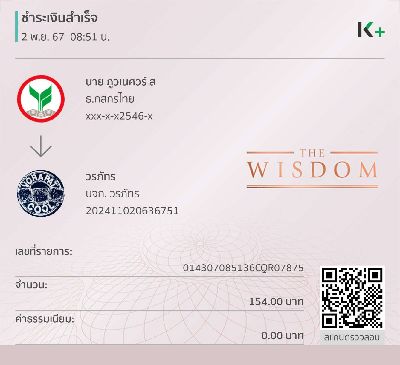 ชำระเงินสำเร็จ
2 พ.ย. 67 08:51 น.
K+
นาย ภูวเนศวร์ ส
ธ.กสิกรไทย
xxx-x-x2546-x
THE
WISDOM
วรภัทร
นจก. วรภัทร
202411020636751
เลขที่รายการ:
014307085136CQR07875
จำนวน:
154.00 บาท
ค่าธรรมเนียม:
0.00 บาท
สแกนตรวจสอบ